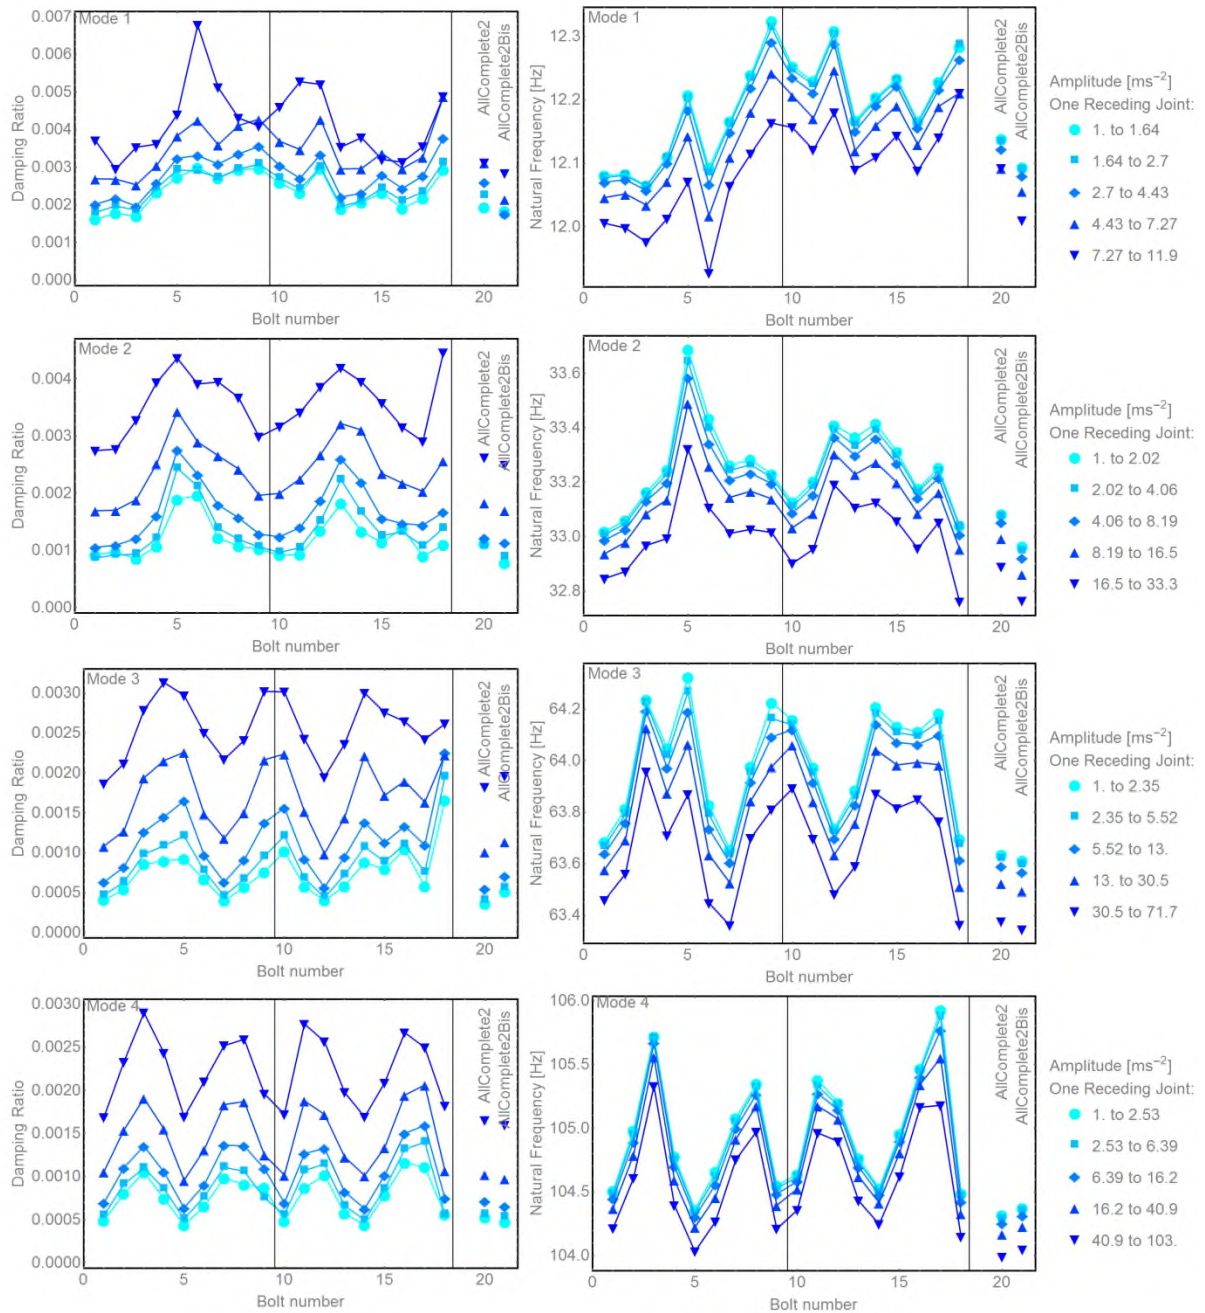 Mode 1
0.007
0.006
0.005
0.004
0.003
0.002
0.001
0.000
Damping Ratio
AllComplete2
AllComplete2Bis
0 5 10 15 20
Bolt number
Mode 1
12.3
12.2
12.1
12.0
Natural Frequency [Hz]
AllComplete2
AllComplete2Bis
0 5 10 15 20
Bolt number
Amplitude [ms⁻²]
One Receding Joint:
1. to 1.64
1.64 to 2.7
2.7 to 4.43
4.43 to 7.27
7.27 to 11.9
Mode 2
0.004
0.003
0.002
0.001
0.000
Damping Ratio
AllComplete2
AllComplete2Bis
0 5 10 15 20
Bolt number
Mode 2
33.6
33.4
33.2
33.0
32.8
Natural Frequency [Hz]
AllComplete2
AllComplete2Bis
0 5 10 15 20
Bolt number
Amplitude [ms⁻²]
One Receding Joint:
1. to 2.02
2.02 to 4.06
4.06 to 8.19
8.19 to 16.5
16.5 to 33.3
Mode 3
0.0030
0.0025
0.0020
0.0015
0.0010
0.0005
0.0000
Damping Ratio
AllComplete2
AllComplete2Bis
0 5 10 15 20
Bolt number
Mode 3
64.2
64.0
63.8
63.6
63.4
Natural Frequency [Hz]
AllComplete2
AllComplete2Bis
0 5 10 15 20
Bolt number
Amplitude [ms⁻²]
One Receding Joint:
1. to 2.35
2.35 to 5.52
5.52 to 13.
13. to 30.5
30.5 to 71.7
Mode 4
0.0030
0.0025
0.0020
0.0015
0.0010
0.0005
0.0000
Damping Ratio
AllComplete2
AllComplete2Bis
0 5 10 15 20
Bolt number
Mode 4
106.0
105.5
105.0
104.5
104.0
Natural Frequency [Hz]
AllComplete2
AllComplete2Bis
0 5 10 15 20
Bolt number
Amplitude [ms⁻²]
One Receding Joint:
1. to 2.53
2.53 to 6.39
6.39 to 16.2
16.2 to 40.9
40.9 to 103.